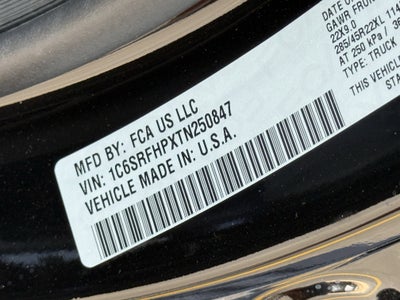 MFD BY: FCA US LLC
VIN: 1C6SRFHPXTN250847
VEHICLE MADE IN: U.S.A.
DATE O
GAWR FRON
22X9.0
285/45R22XL 114
AT 250 kPa / 36
TYPE: TRUCK
THIS VEHIC
STA